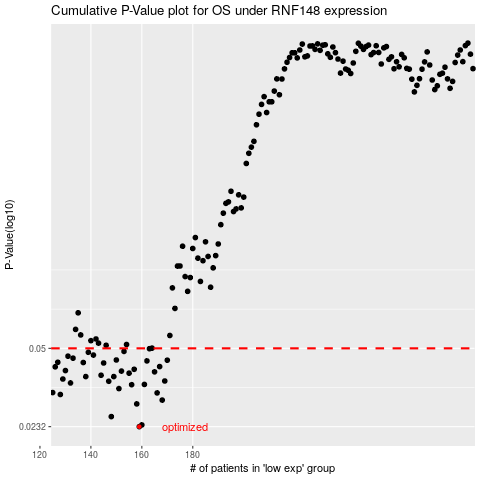 Cumulative P-Value plot for OS under RNF148 expression
P-Value(log10)
0.05
0.0232
optimized
120 140 160 180
# of patients in 'low exp' group